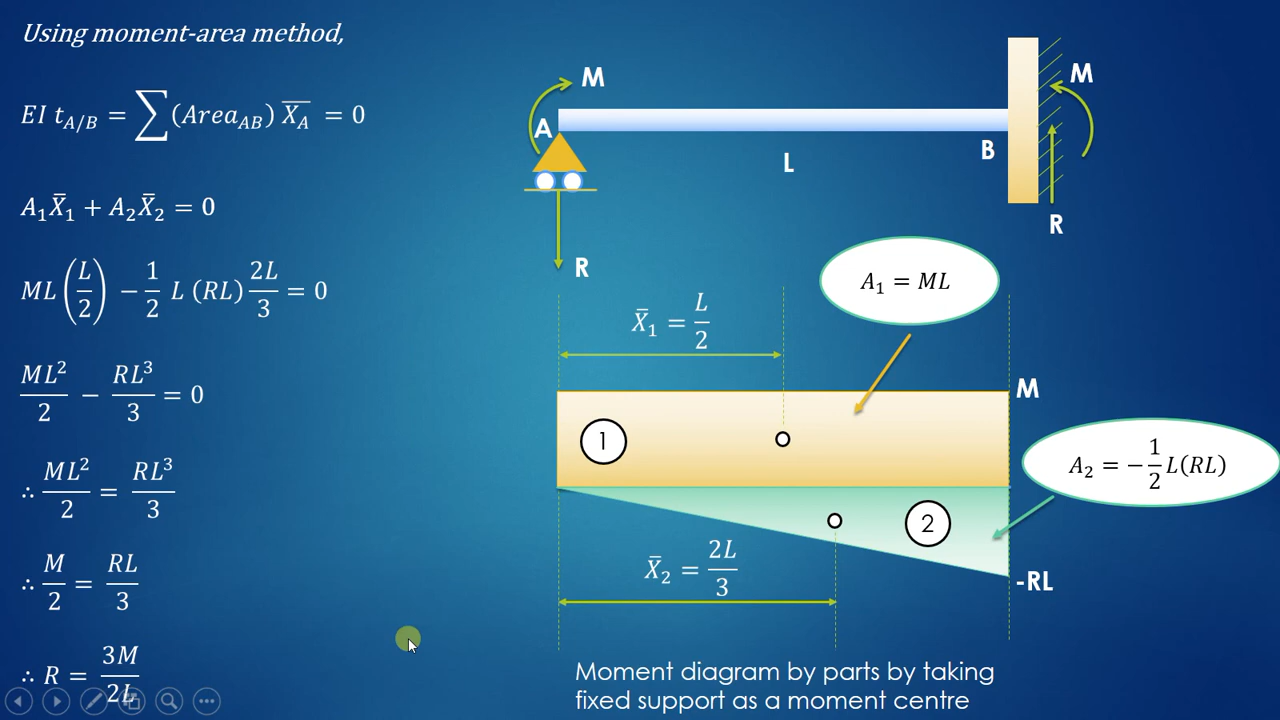 Using moment-area method,
EI t_{A/B} = ∑(Area_{AB}) \overline{X_A} = 0
A₁X̄₁ + A₂X̄₂ = 0
ML(L/2) − 1/2 L (RL) 2L/3 = 0
ML²/2 − RL³/3 = 0
∴ ML²/2 = RL³/3
∴ M/2 = RL/3
∴ R = 3M/2L
M
M
A
B
L
R
R
A₁ = ML
X̄₁ = L/2
M
1
A₂ = −1/2 L(RL)
2
X̄₂ = 2L/3
-RL
Moment diagram by parts by taking
fixed support as a moment centre